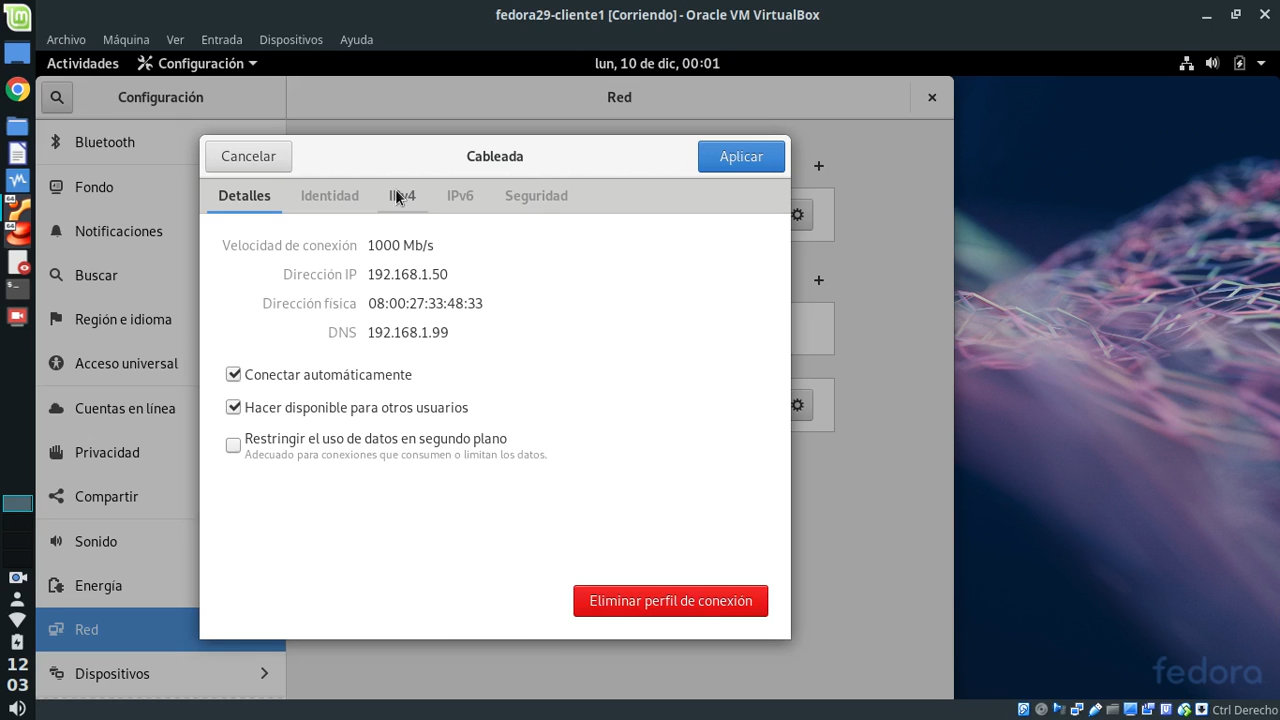 fedora29-cliente1 [Corriendo] - Oracle VM VirtualBox
Archivo Máquina Ver Entrada Dispositivos Ayuda
Actividades Configuración lun, 10 de dic, 00:01
Configuración Red
Bluetooth
Fondo
Notificaciones
Buscar
Región e idioma
Acceso universal
Cuentas en línea
Privacidad
Compartir
Sonido
Energía
Red
Dispositivos
Cancelar Cableada Aplicar
Detalles Identidad IPv4 IPv6 Seguridad
Velocidad de conexión 1000 Mb/s
Dirección IP 192.168.1.50
Dirección física 08:00:27:33:48:33
DNS 192.168.1.99
Conectar automáticamente
Hacer disponible para otros usuarios
Restringir el uso de datos en segundo plano
Adecuado para conexiones que consumen o limitan los datos.
Eliminar perfil de conexión
64
64
12
03
fedora
Ctrl Derecho